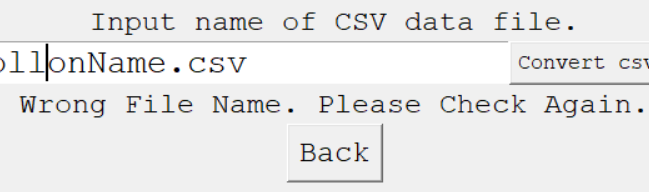 Input name of CSV data file.
ollonName.csv
Convert csv
Wrong File Name. Please Check Again.
Back